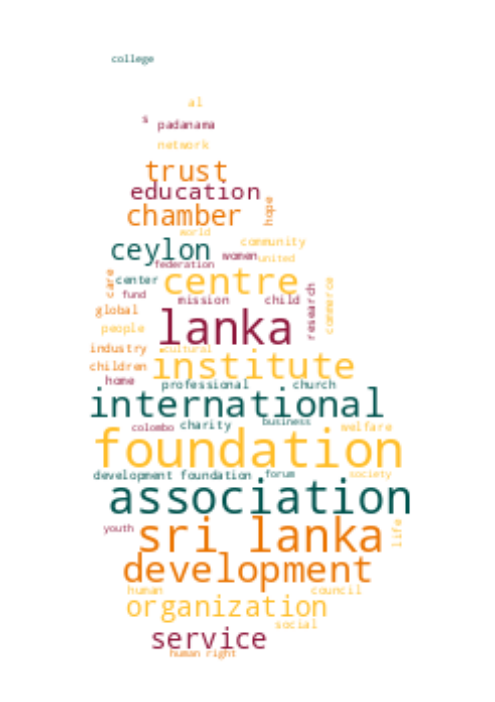 college
al
s
padanama
network
trust
education
hope
chamber
world
ceylon
community
women
federation
united
center
care
centre
fund
mission
child
research
commerce
global
lanka
people
industry
cultural
children
institute
home
professional
church
international
colombo
charity
business
welfare
foundation
development foundation
forum
society
association
youth
sri lanka
life
development
human
council
organization
social
service
human right